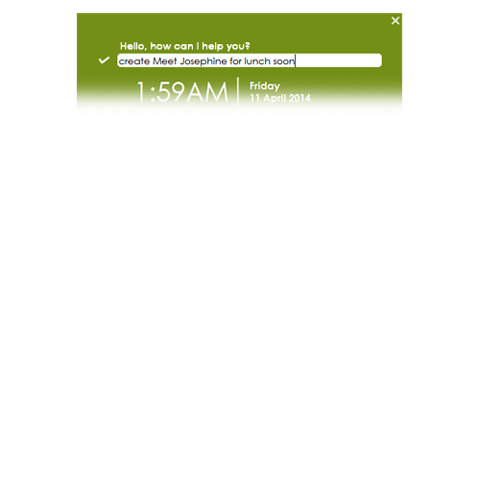 Hello, how can I help you?
create Meet Josephine for lunch soon
1:59AM
Friday
11 April 2014